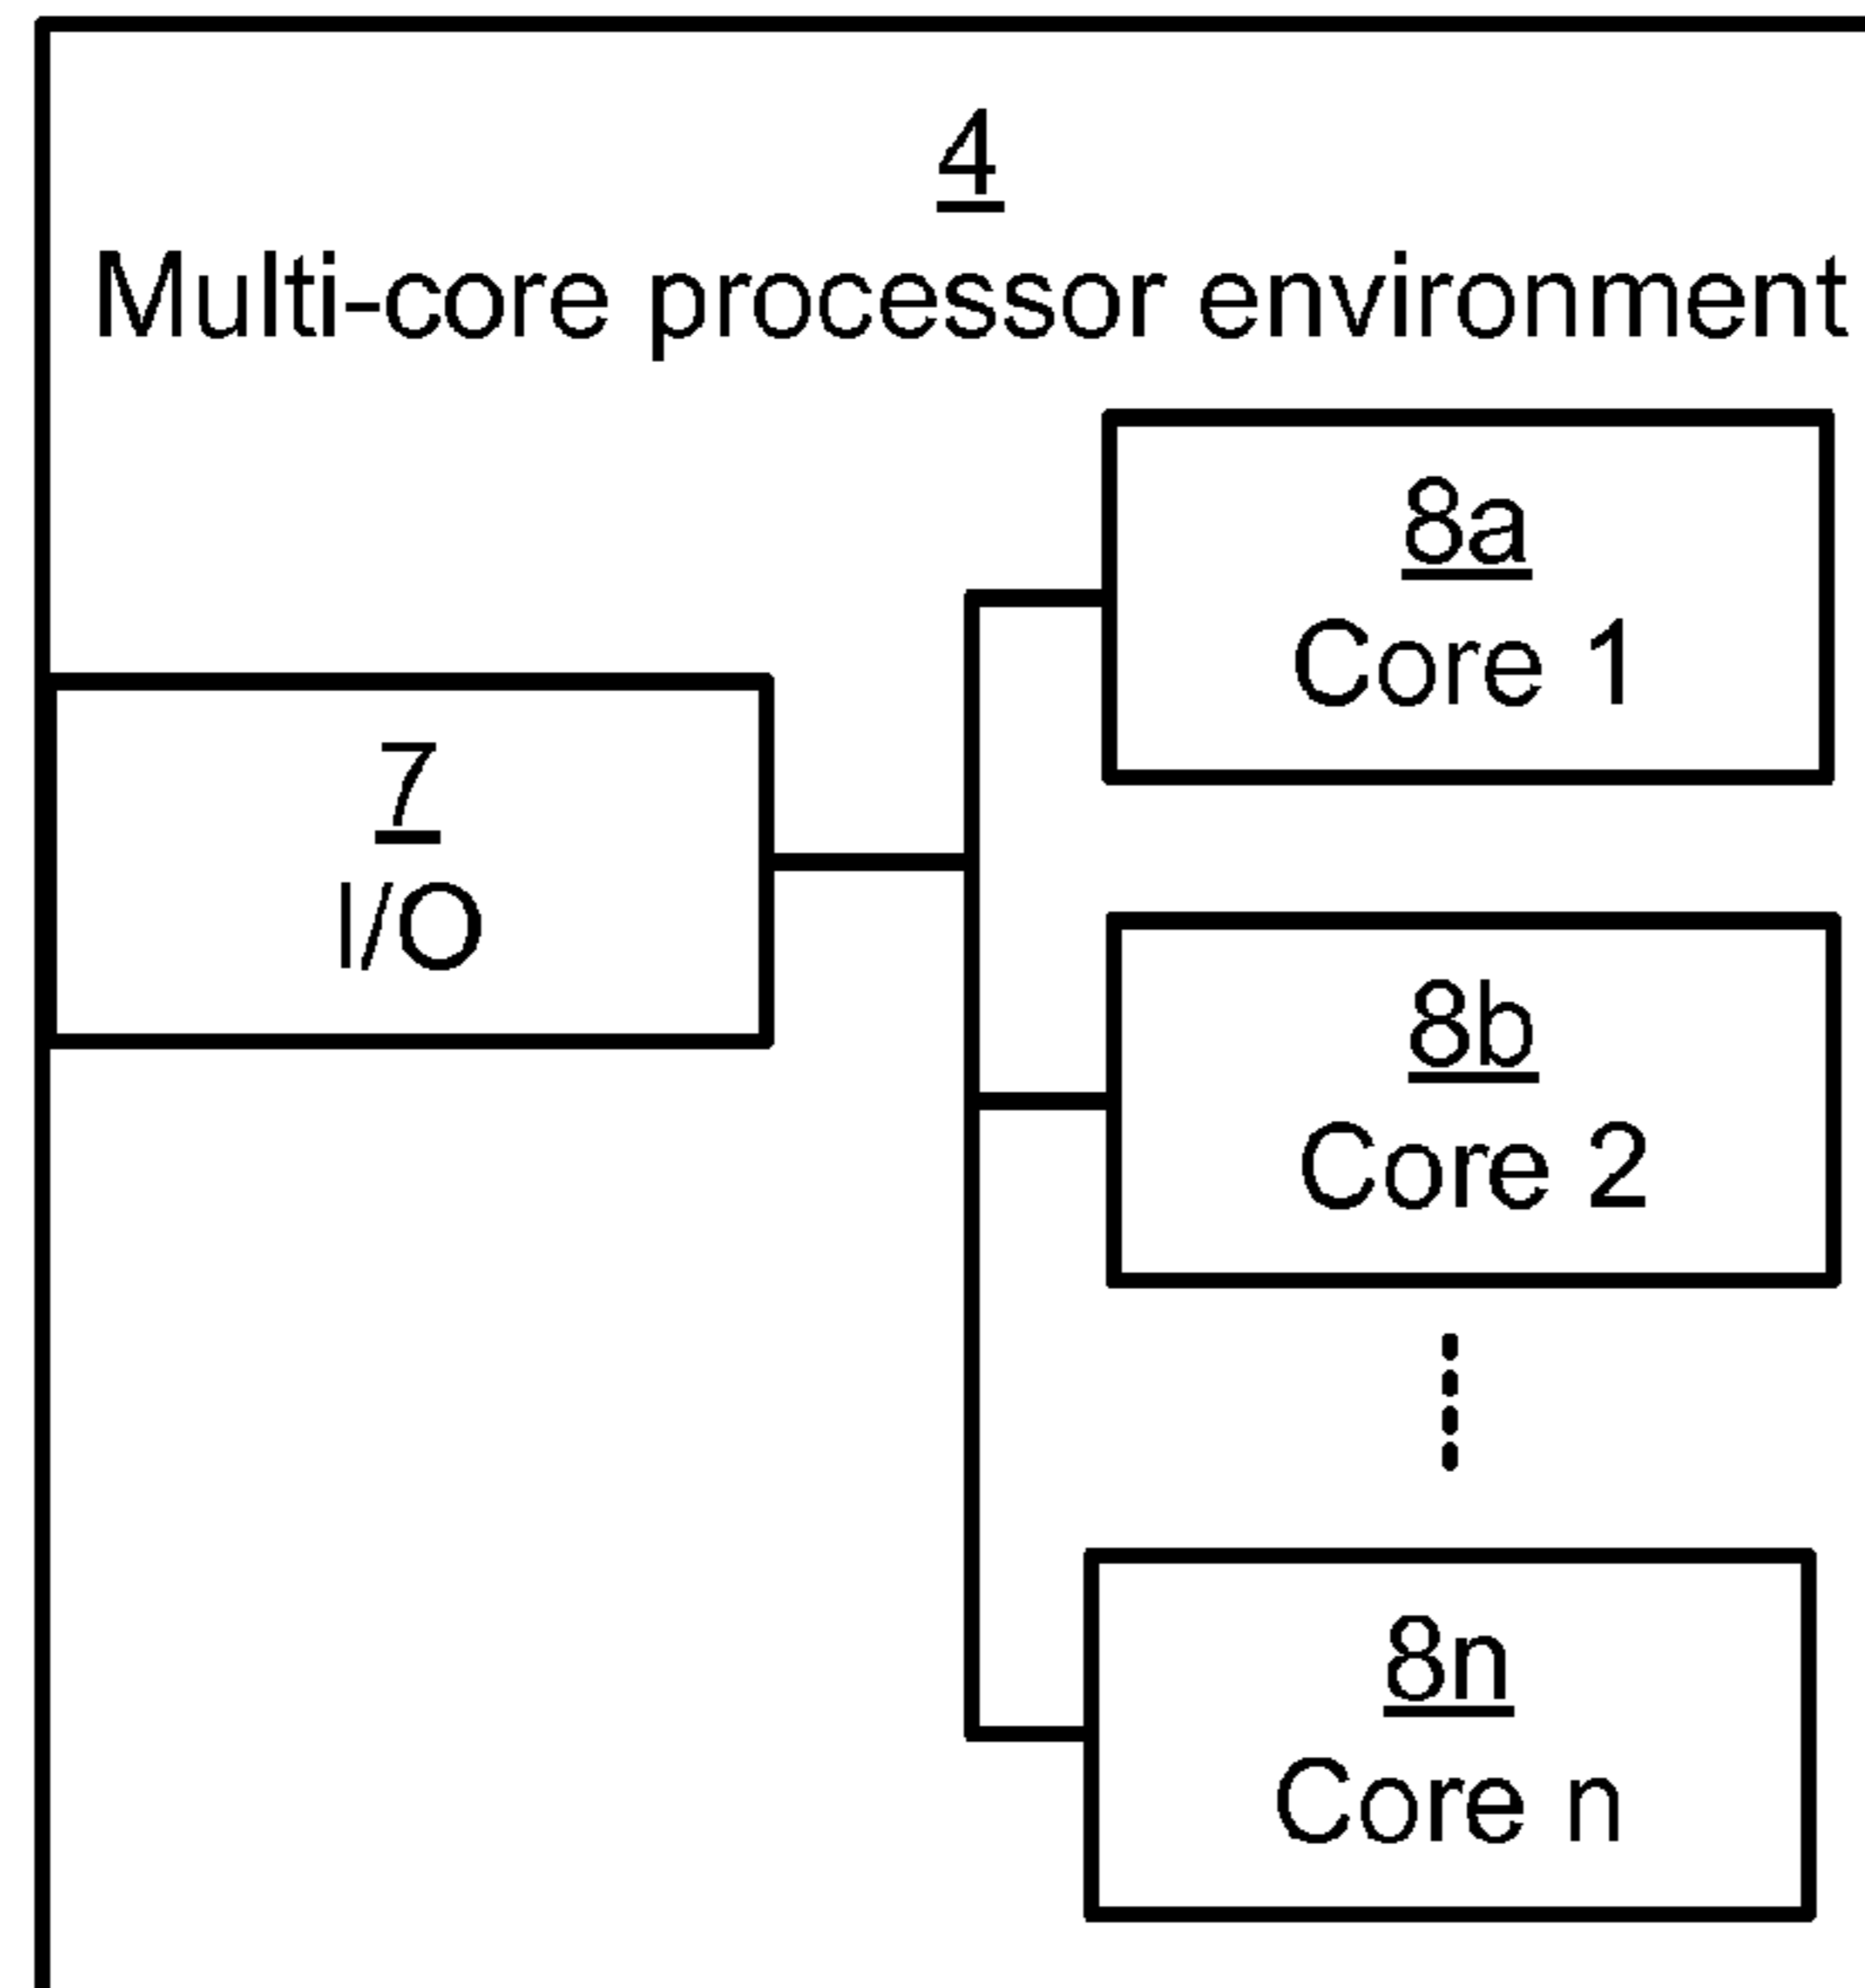 4
Multi-core processor environment
8a
Core 1
7
I/O
8b
Core 2
8n
Core n